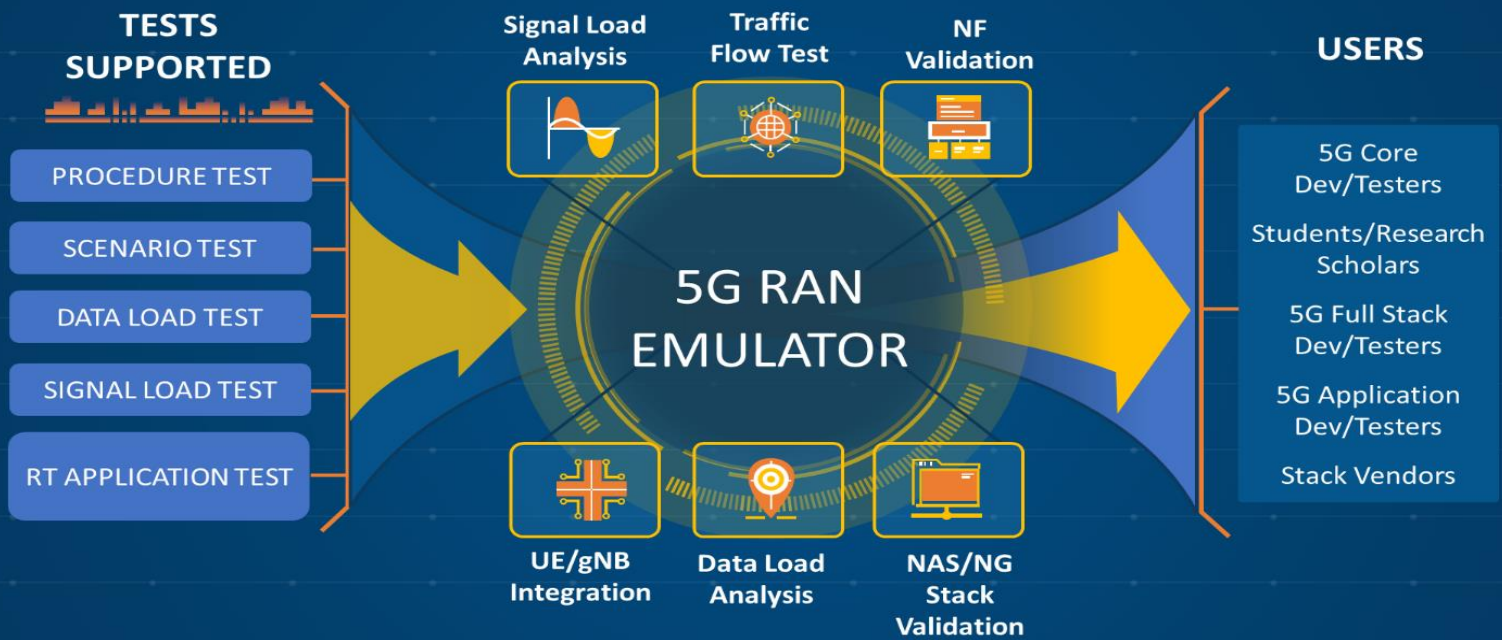 TESTS
SUPPORTED
PROCEDURE TEST
SCENARIO TEST
DATA LOAD TEST
SIGNAL LOAD TEST
RT APPLICATION TEST
Signal Load
Analysis
Traffic
Flow Test
NF
Validation
5G RAN
EMULATOR
UE/gNB
Integration
Data Load
Analysis
NAS/NG
Stack
Validation
USERS
5G Core
Dev/Testers
Students/Research
Scholars
5G Full Stack
Dev/Testers
5G Application
Dev/Testers
Stack Vendors